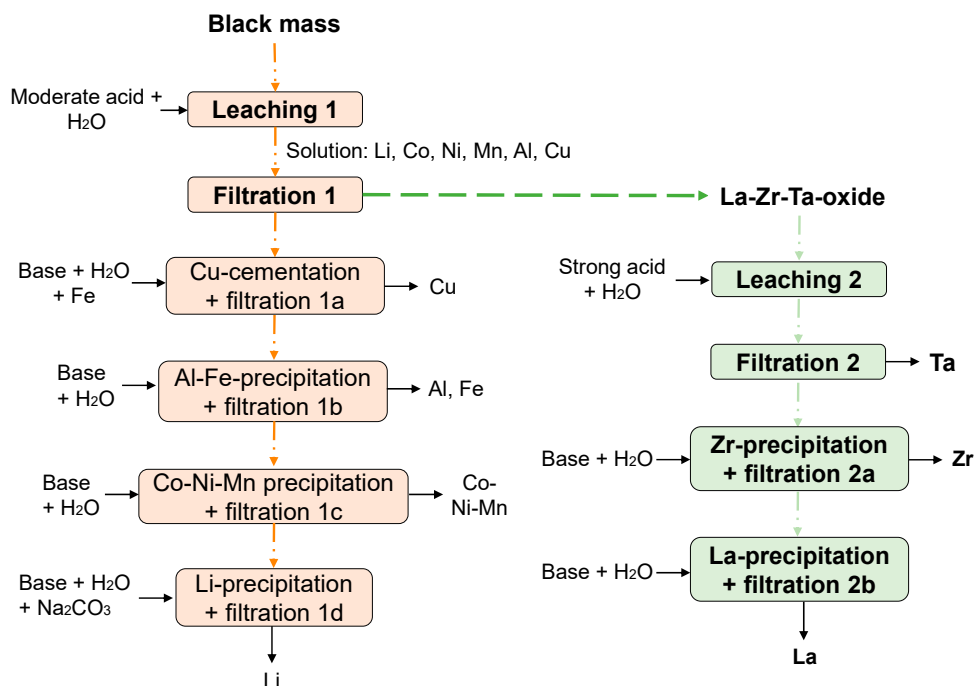 Black mass
Moderate acid +
H₂O
Leaching 1
Solution: Li, Co, Ni, Mn, Al, Cu
Filtration 1
La-Zr-Ta-oxide
Base + H₂O
+ Fe
Cu-cementation
+ filtration 1a
Cu
Strong acid
+ H₂O
Leaching 2
Base
+ H₂O
Al-Fe-precipitation
+ filtration 1b
Al, Fe
Filtration 2
Ta
Base
+ H₂O
Co-Ni-Mn precipitation
+ filtration 1c
Co-
Ni-Mn
Base + H₂O
Zr-precipitation
+ filtration 2a
Zr
Base + H₂O
+ Na₂CO₃
Li-precipitation
+ filtration 1d
Li
Base + H₂O
La-precipitation
+ filtration 2b
La